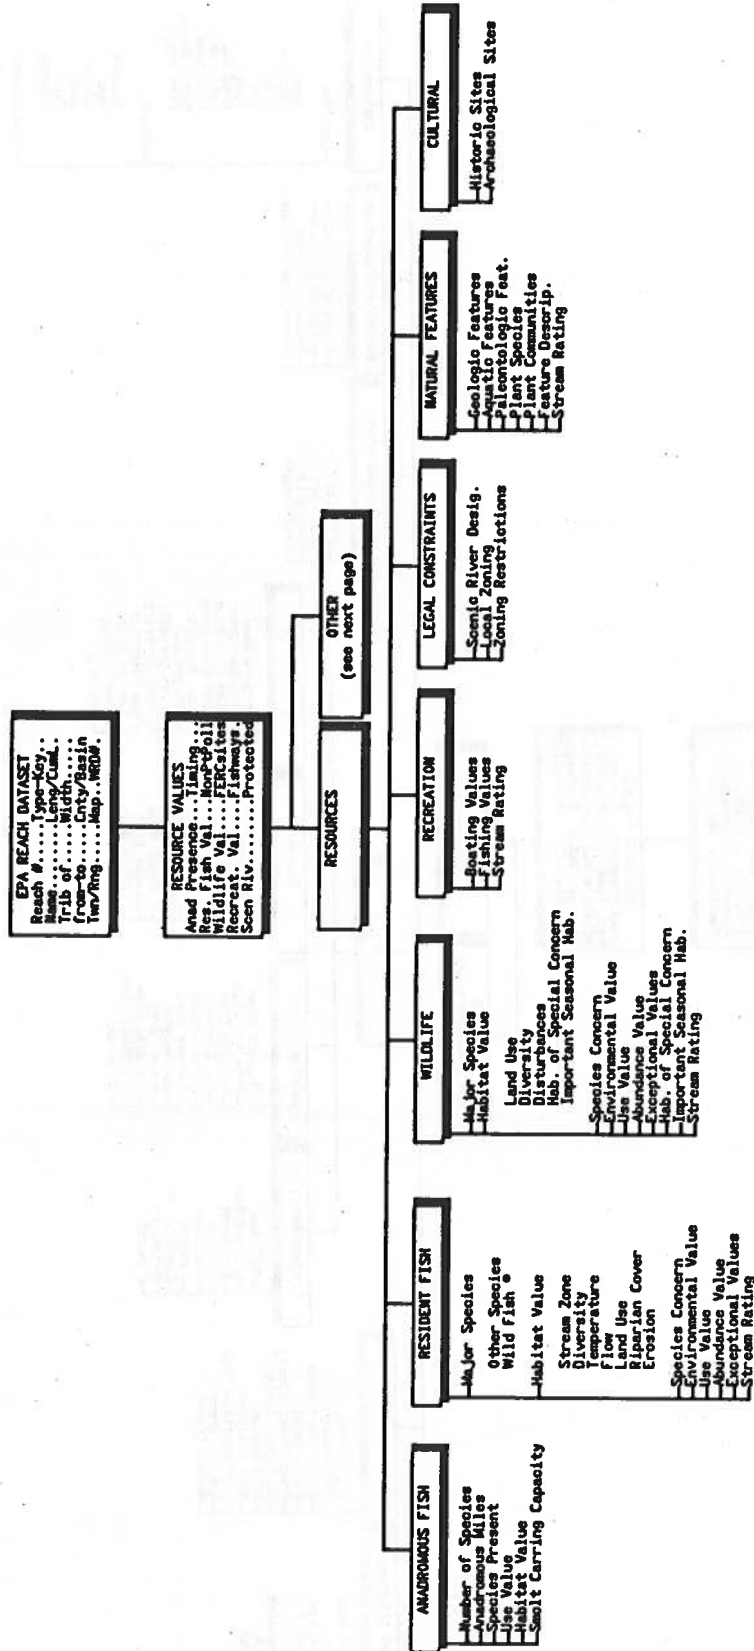 EPA REACH DATASET
Reach #.....Type-Key..
Name........Leng/CumL.
Trib of.....Width.....
from-to.....Cnty/Basin
Twn/Rng.....Map..WRD#.
RESOURCE VALUES
Anad Presence...Timing...
Res. Fish Val...NonPtPoll
Wildlife Val....FERCsites
Recreat. Val....Fishways.
Scen Riv........Protected
RESOURCES
OTHER
(see next page)
ANADROMOUS FISH
Number of Species
Anadromous Miles
Species Present
Use Value
Habitat Value
Smolt Carring Capacity
RESIDENT FISH
Major Species
Other Species
Wild Fish
Habitat Value
Stream Zone
Diversity
Temperature
Flow
Land Use
Riparian Cover
Erosion
Species Concern
Environmental Value
Use Value
Abundance Value
Exceptional Values
Stream Rating
WILDLIFE
Major Species
Habitat Value
Land Use
Diversity
Disturbances
Hab. of Special Concern
Important Seasonal Hab.
Species Concern
Environmental Value
Use Value
Abundance Value
Exceptional Values
Hab. of Special Concern
Important Seasonal Hab.
Stream Rating
RECREATION
Boating Values
Fishing Values
Stream Rating
LEGAL CONSTRAINTS
Scenic River Desig.
Local Zoning
Zoning Restrictions
NATURAL FEATURES
Geologic Features
Aquatic Features
Paleontologic Feat.
Plant Species
Plant Communities
Feature Descrip.
Stream Rating
CULTURAL
Historic Sites
Archaeological Sites